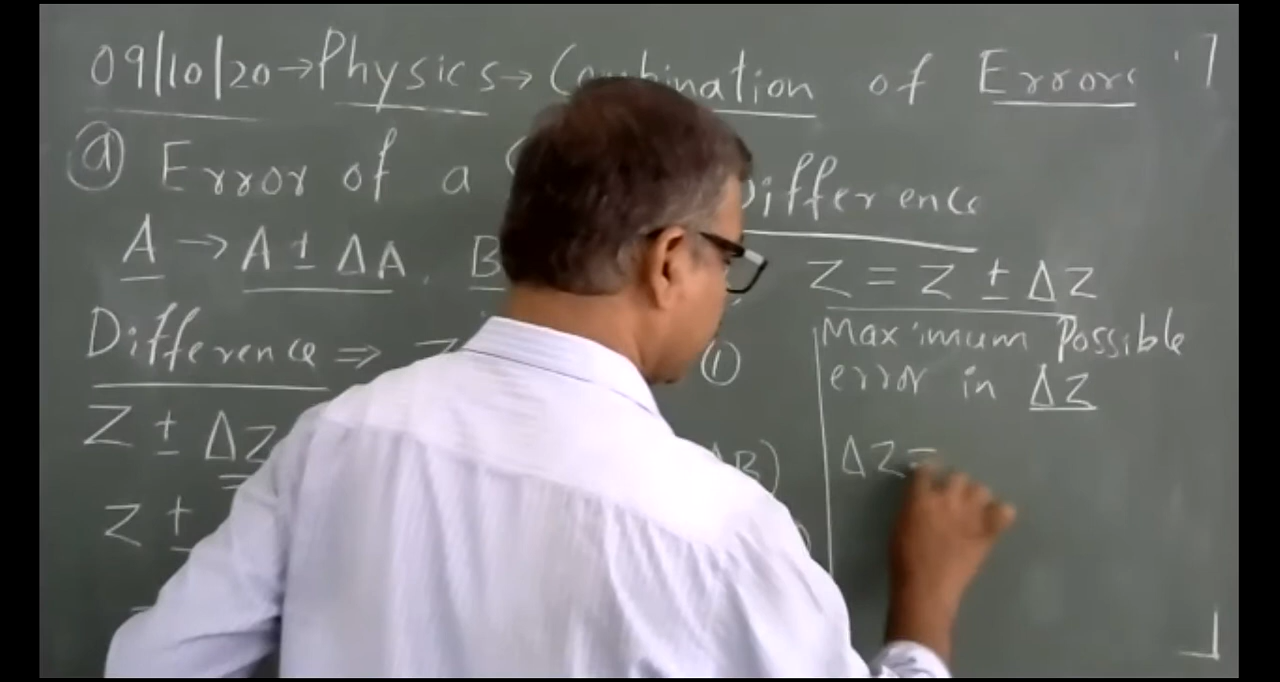 09/10/20→Physics→Combination of Errors
ⓐ Error of a Difference
A → A ± ΔA, B
Z = Z ± ΔZ
Difference ⇒ Z ①
Z ± ΔZ ΔB)
Z ±
Maximum Possible
error in ΔZ
ΔZ=